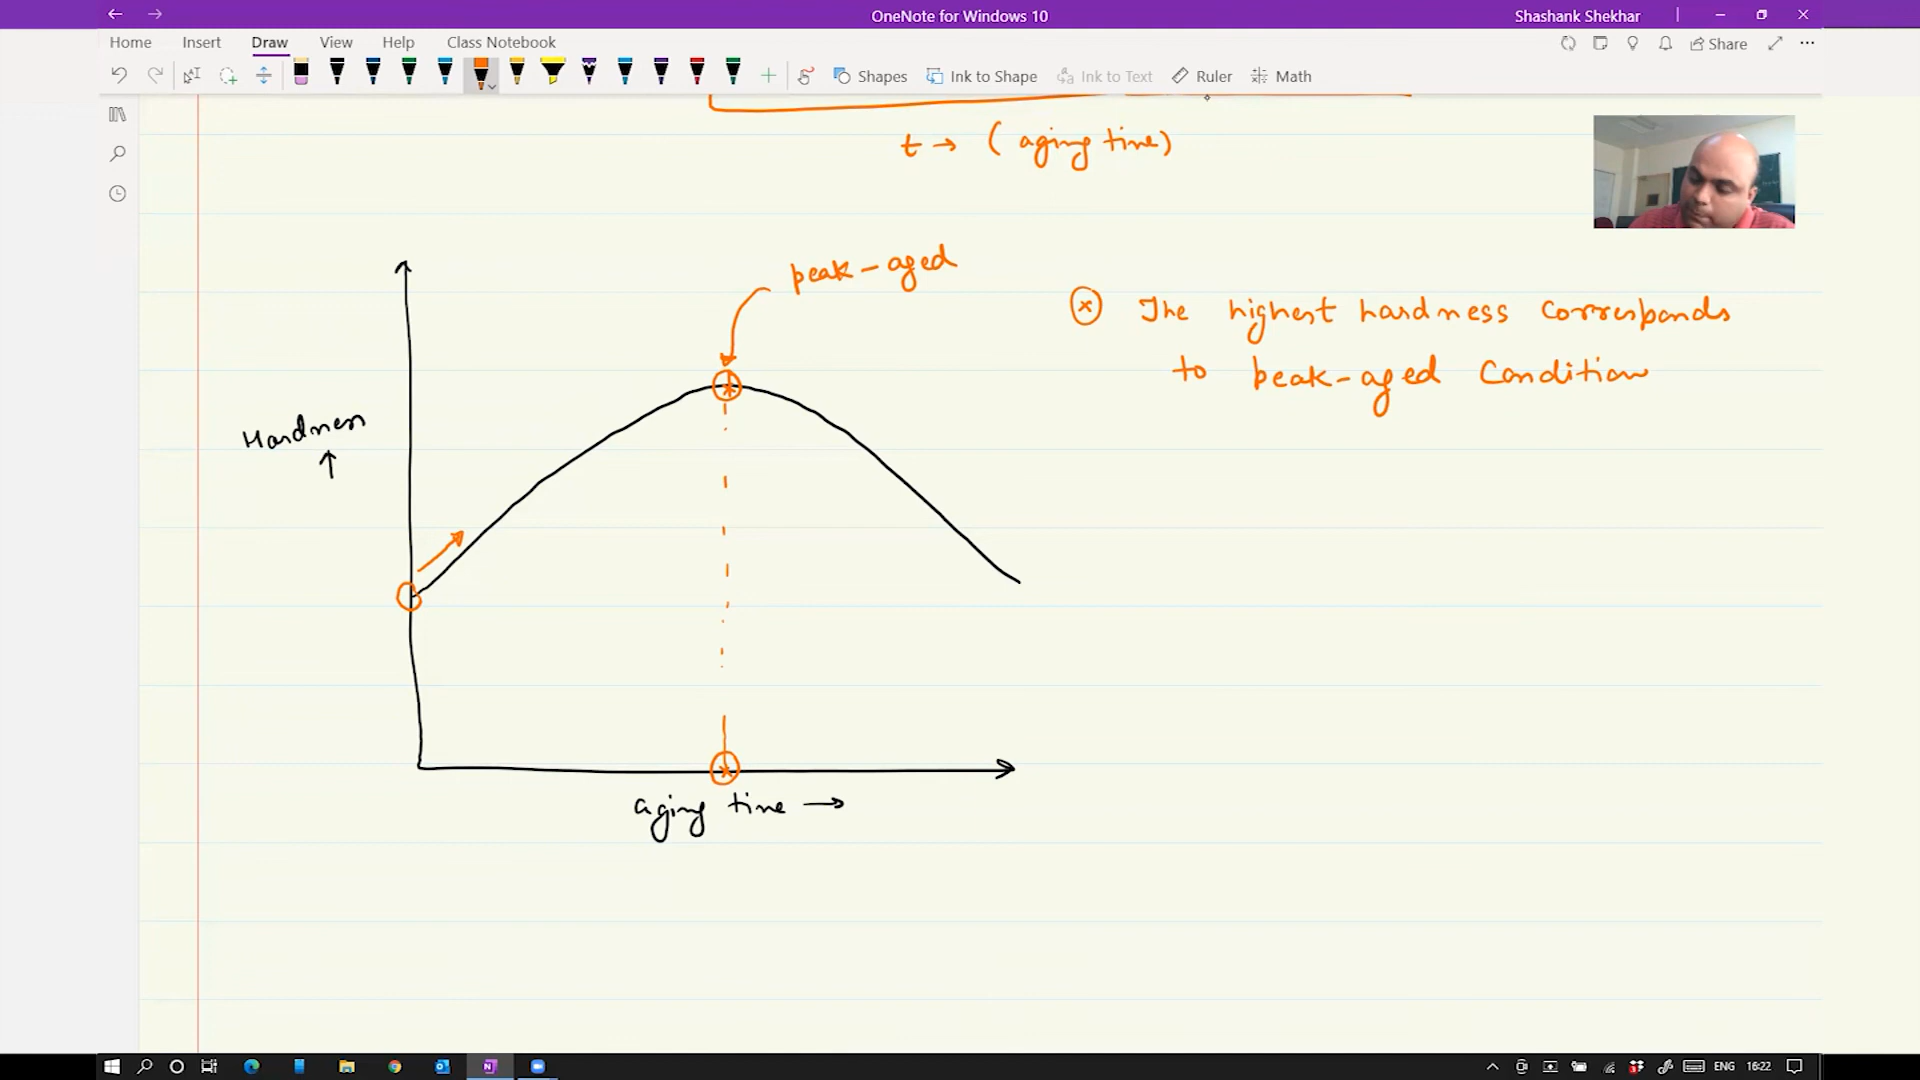 OneNote for Windows 10
Shashank Shekhar
Home Insert Draw View Help Class Notebook
Share
Shapes Ink to Shape Ink to Text Ruler Math
t → (aging time)
peak-aged
The highest hardness corresponds
to peak-aged condition
Hardness
↑
aging time →
ENG 16:22